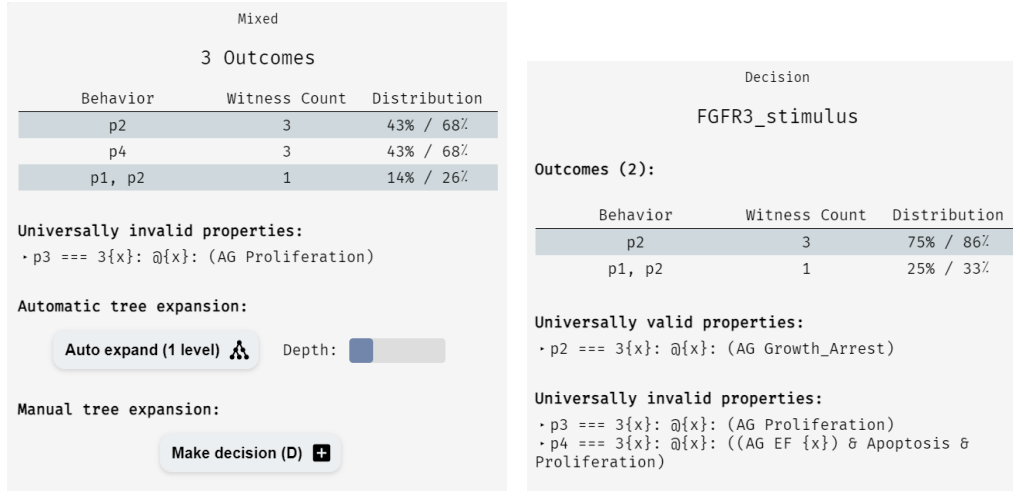 Mixed
3 Outcomes
Behavior Witness Count Distribution
p2 3 43% / 68٪
p4 3 43% / 68٪
p1, p2 1 14% / 26٪
Universally invalid properties:
‣ p3 === 3{x}: @{x}: (AG Proliferation)
Automatic tree expansion:
Auto expand (1 level) Depth:
Manual tree expansion:
Make decision (D)
Decision
FGFR3_stimulus
Outcomes (2):
Behavior Witness Count Distribution
p2 3 75% / 86٪
p1, p2 1 25% / 33٪
Universally valid properties:
‣ p2 === 3{x}: @{x}: (AG Growth_Arrest)
Universally invalid properties:
‣ p3 === 3{x}: @{x}: (AG Proliferation)
‣ p4 === 3{x}: @{x}: ((AG EF {x}) & Apoptosis &
Proliferation)